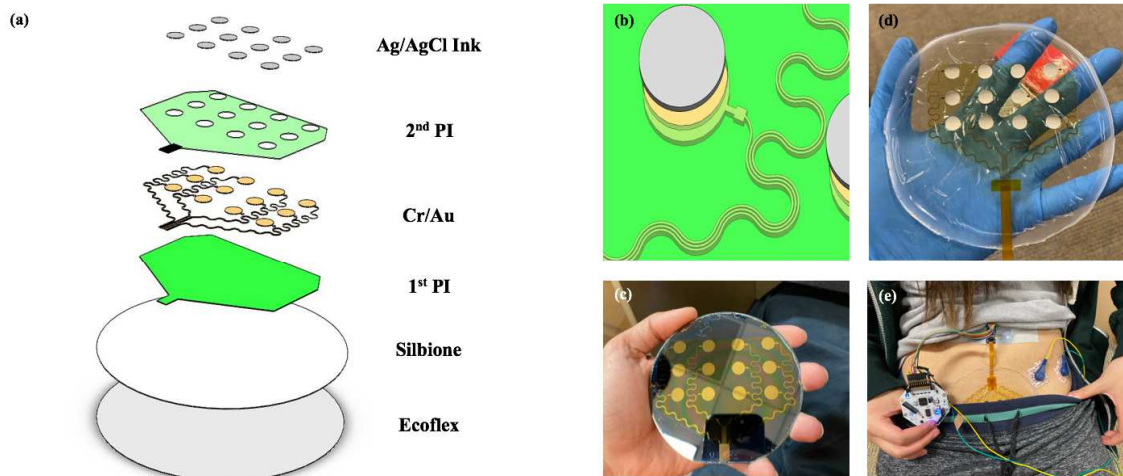 (a)
Ag/AgCl Ink
2nd PI
Cr/Au
1st PI
Silbione
Ecoflex
(b)
(d)
(c)
(e)